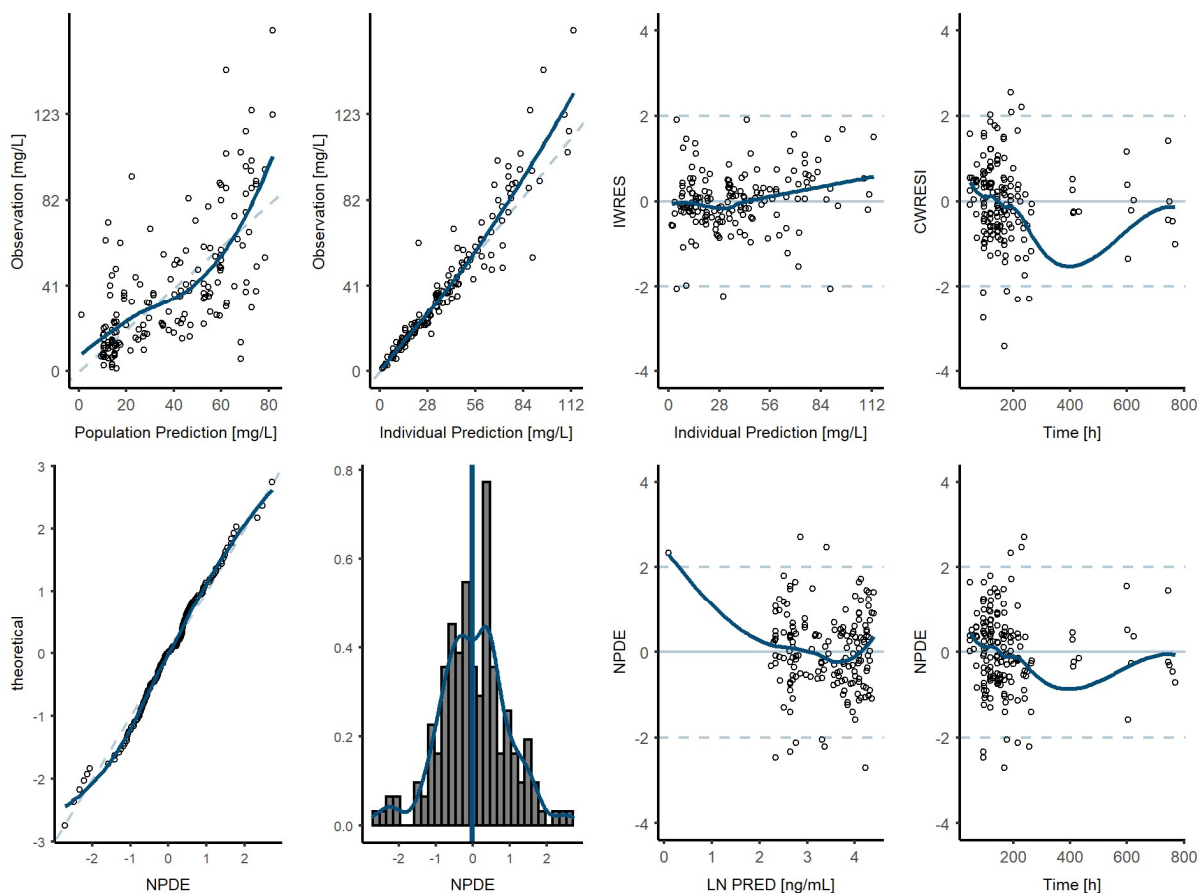 Observation [mg/L]
123
82
41
0
0 20 40 60 80
Population Prediction [mg/L]
Observation [mg/L]
123
82
41
0
0 28 56 84 112
Individual Prediction [mg/L]
IWRES
4
2
0
-2
-4
0 28 56 84 112
Individual Prediction [mg/L]
CWRESI
4
2
0
-2
-4
200 400 600 800
Time [h]
theoretical
3
2
1
0
-1
-2
-3
-2 -1 0 1 2
NPDE
0.8
0.6
0.4
0.2
0.0
-2 -1 0 1 2
NPDE
NPDE
4
2
0
-2
-4
0 1 2 3 4
LN PRED [ng/mL]
NPDE
4
2
0
-2
-4
200 400 600 800
Time [h]